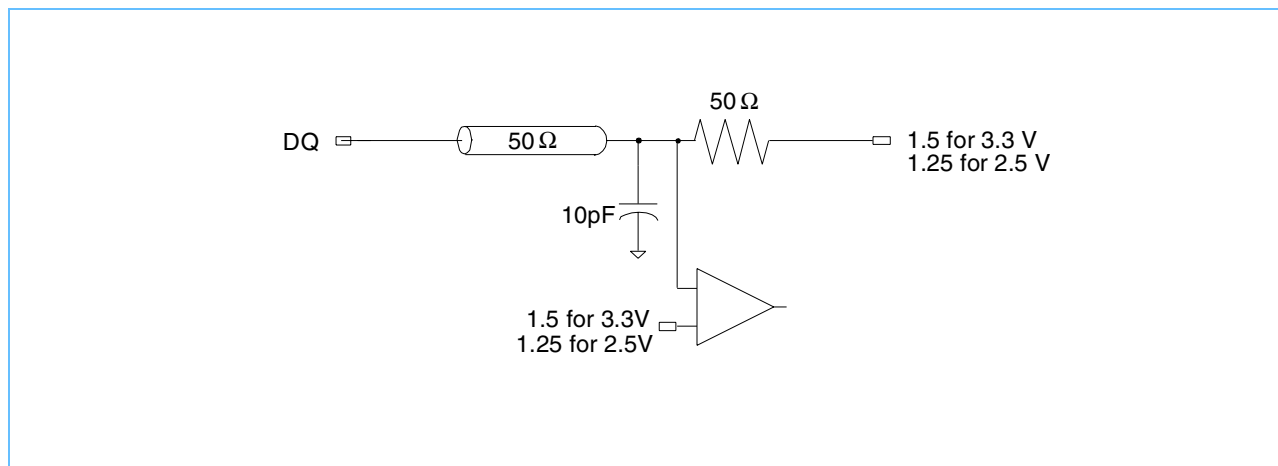 50 Ω
DQ
50 Ω
1.5 for 3.3 V
1.25 for 2.5 V
10pF
1.5 for 3.3V
1.25 for 2.5V